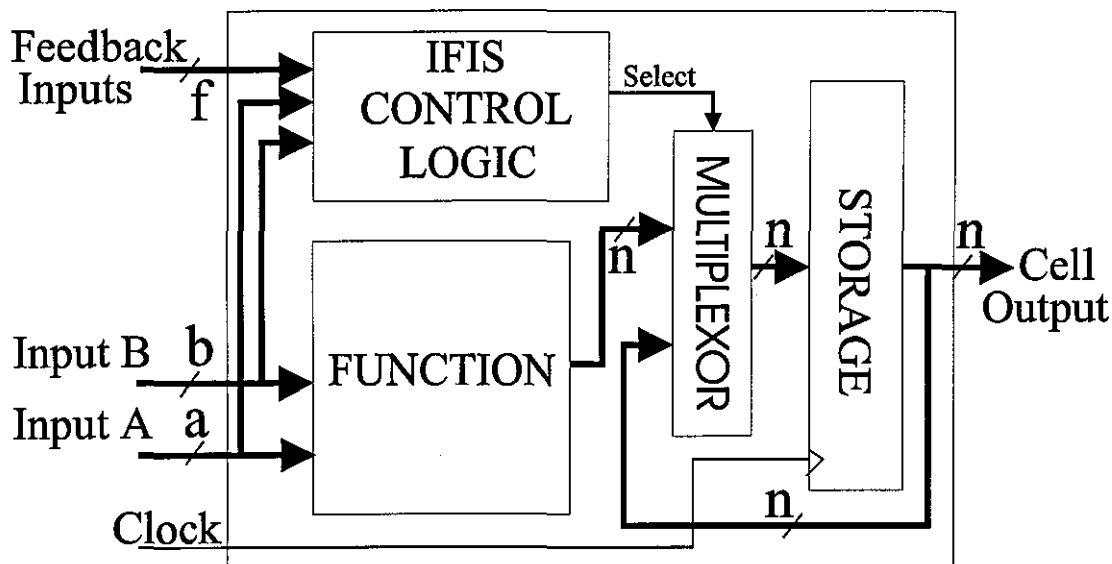 Feedback
Inputs
f
IFIS
CONTROL
LOGIC
Select
MULTIPLEXOR
STORAGE
n
n
n
Cell
Output
FUNCTION
Input B
b
Input A
a
Clock
n